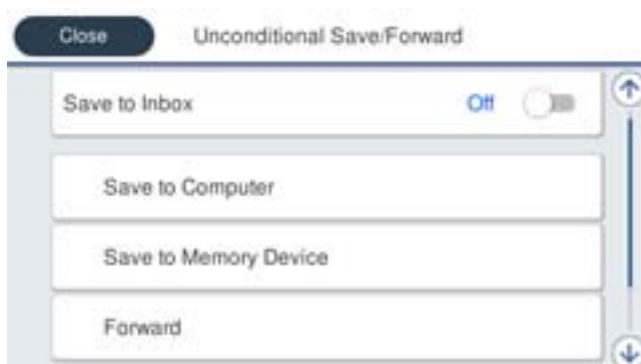 Close
Unconditional Save/Forward
Save to Inbox
Off
Save to Computer
Save to Memory Device
Forward